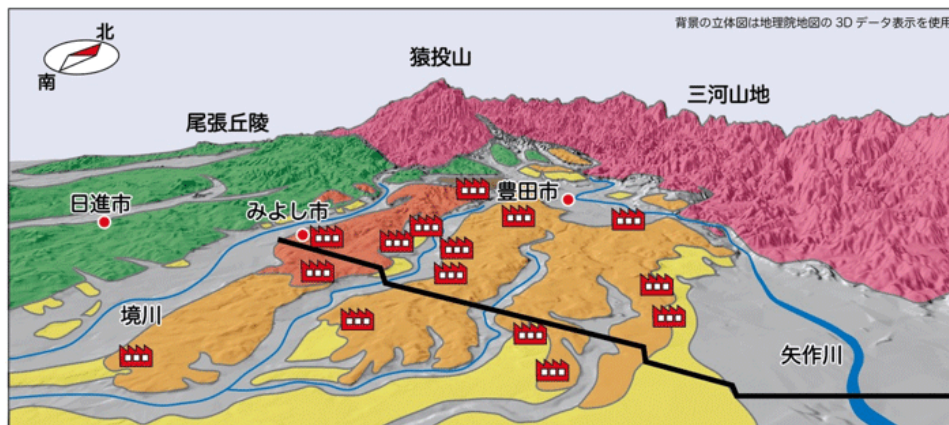 背景の立体図は地理院地図の3Dデータ表示を使用
北
南
猿投山
三河山地
尾張丘陵
日進市
みよし市
豊田市
境川
矢作川